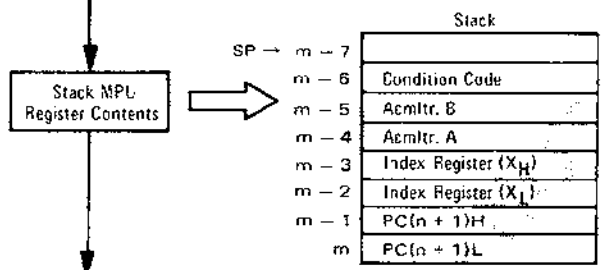 Stack
SP → m – 7
m – 6 Condition Code
Stack MPU
Register Contents
m – 5 Acmltr. B
m – 4 Acmltr. A
m – 3 Index Register (XH)
m – 2 Index Register (XL)
m – 1 PC(n + 1)H
m PC(n + 1)L